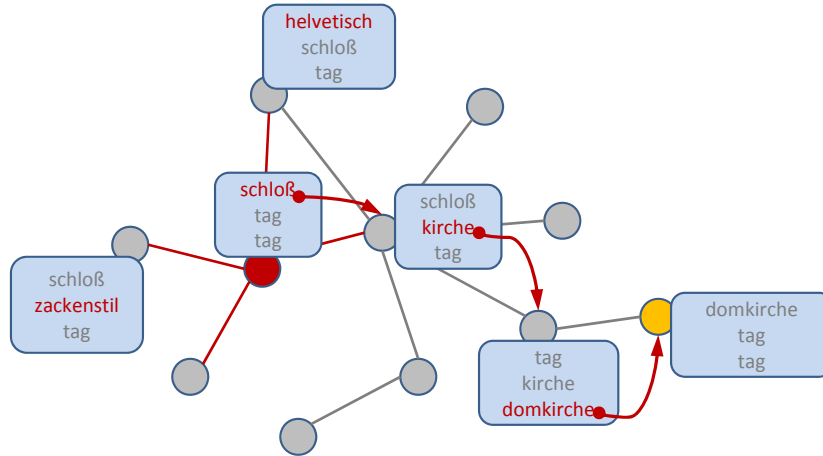 helvetisch
schloß
tag
schloß
tag
tag
schloß
kirche
tag
schloß
zackenstil
tag
tag
kirche
domkirche
domkirche
tag
tag